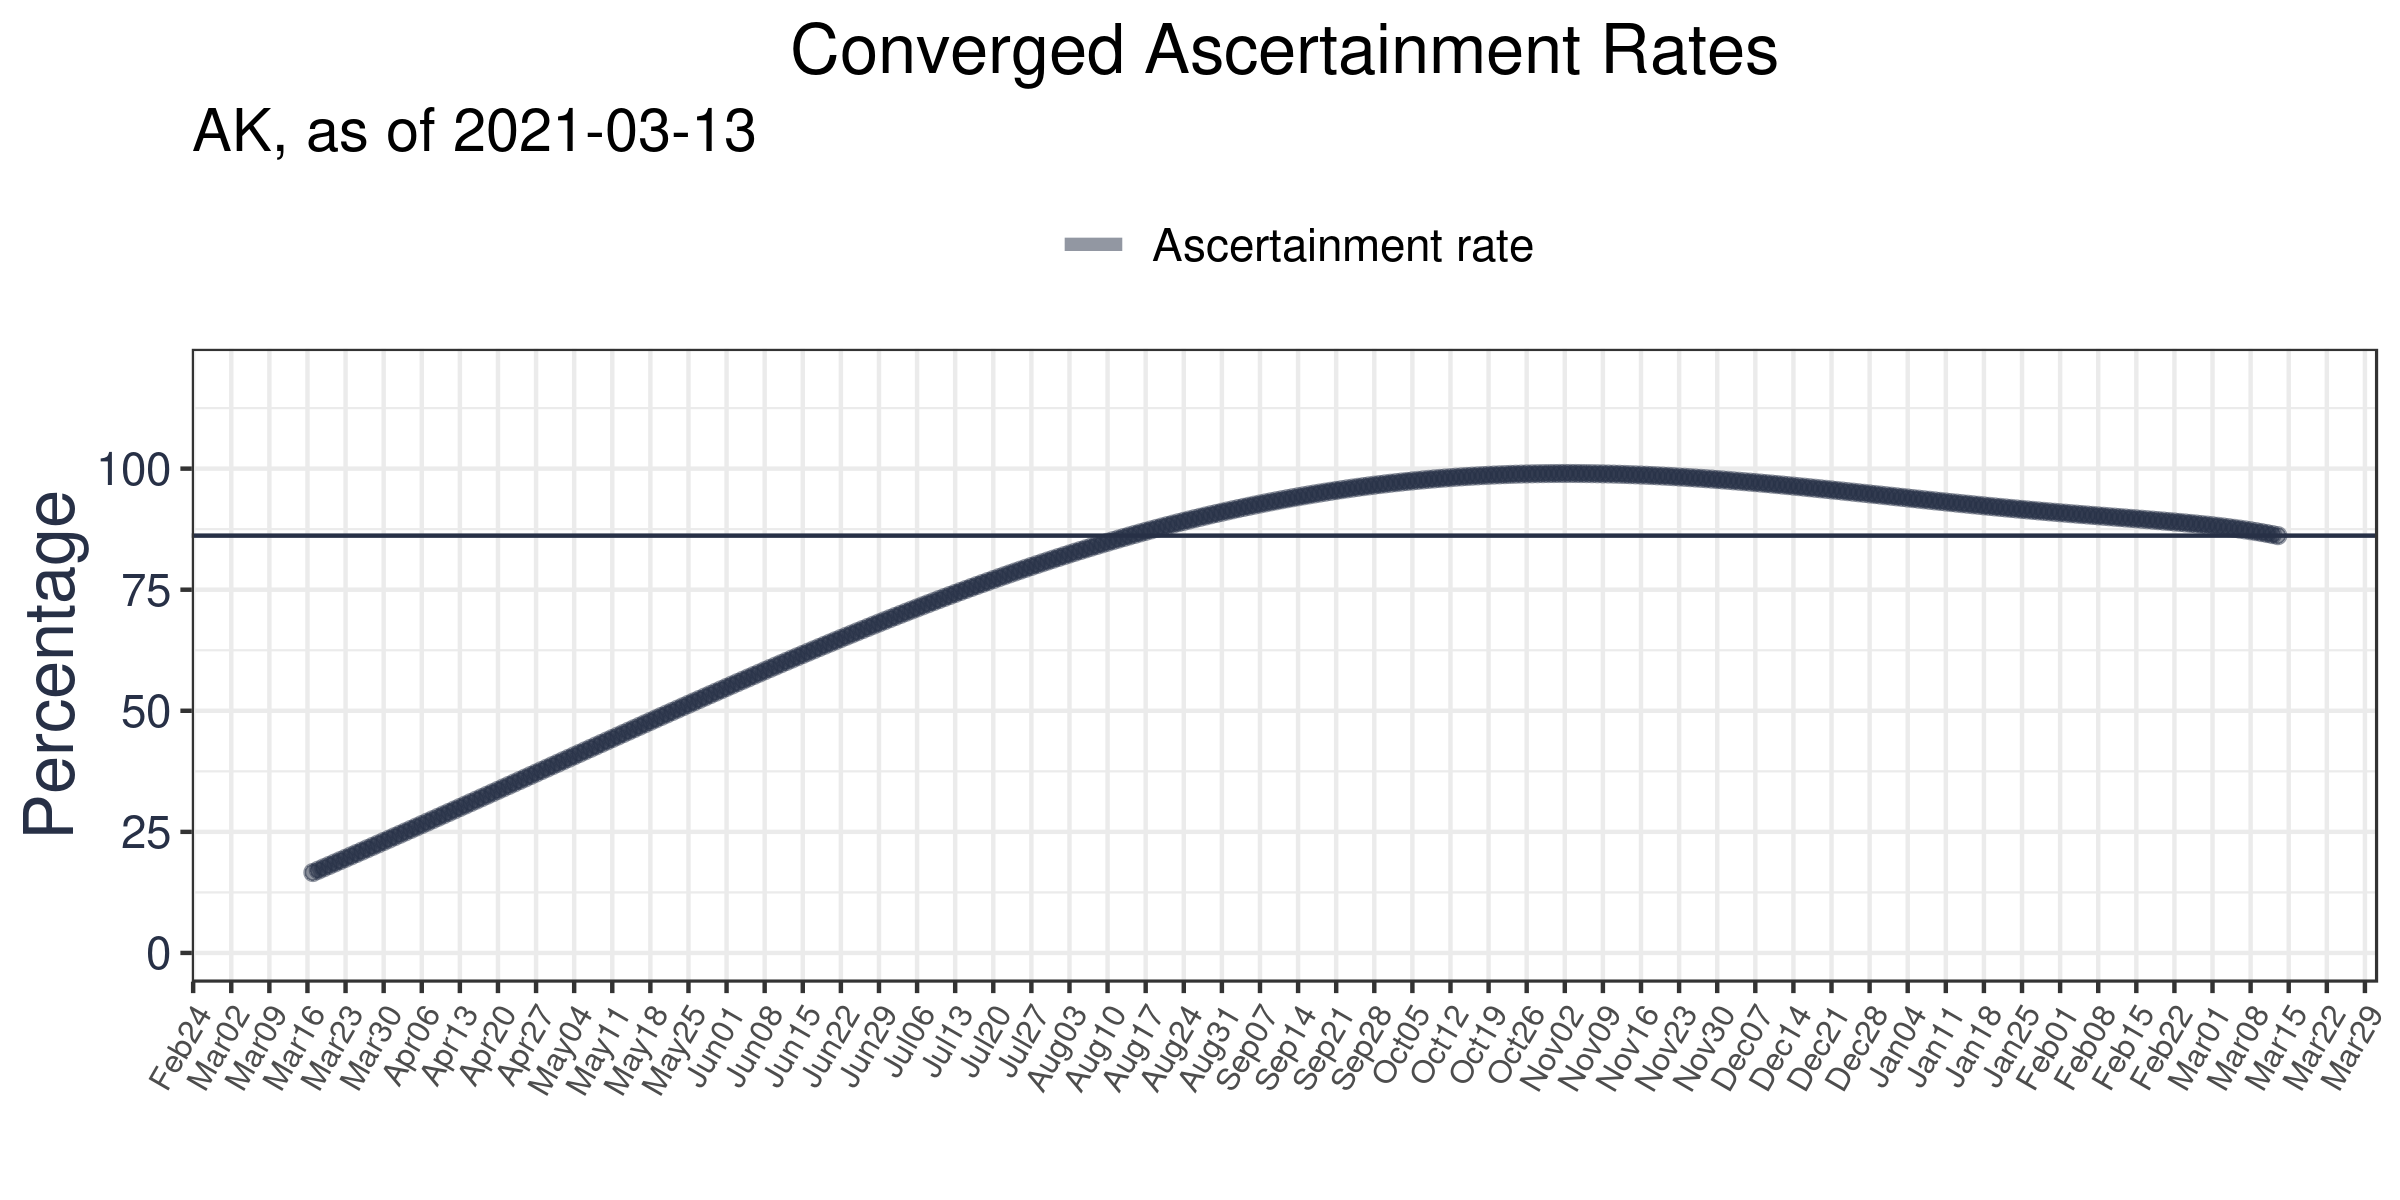 Converged Ascertainment Rates
AK, as of 2021-03-13
Ascertainment rate
Percentage
100
75
50
25
0
Feb24 Mar02 Mar09 Mar16 Mar23 Mar30 Apr06 Apr13 Apr20 Apr27 May04 May11 May18 May25 Jun01 Jun08 Jun15 Jun22 Jun29 Jul06 Jul13 Jul20 Jul27 Aug03 Aug10 Aug17 Aug24 Aug31 Sep07 Sep14 Sep21 Sep28 Oct05 Oct12 Oct19 Oct26 Nov02 Nov09 Nov16 Nov23 Nov30 Dec07 Dec14 Dec21 Dec28 Jan04 Jan11 Jan18 Jan25 Feb01 Feb08 Feb15 Feb22 Mar01 Mar08 Mar15 Mar22 Mar29